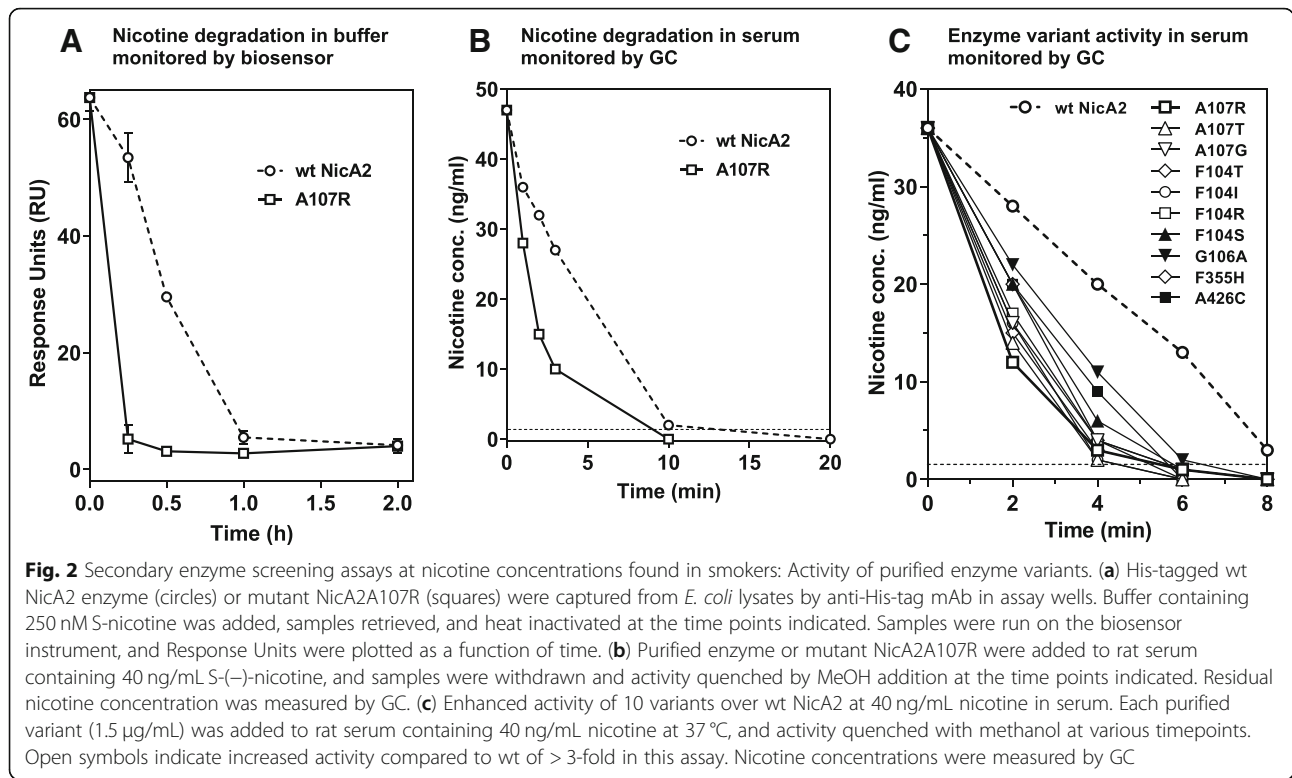 A Nicotine degradation in buffer
monitored by biosensor
Response Units (RU)
60
40
20
0
0.0 0.5 1.0 1.5 2.0
Time (h)
wt NicA2
A107R
B Nicotine degradation in serum
monitored by GC
Nicotine conc. (ng/ml)
50
40
30
20
10
0
0 5 10 15 20
Time (min)
wt NicA2
A107R
C Enzyme variant activity in serum
monitored by GC
Nicotine conc. (ng/ml)
40
30
20
10
0
0 2 4 6 8
Time (min)
wt NicA2
A107R
A107T
A107G
F104T
F104I
F104R
F104S
G106A
F355H
A426C
Fig. 2 Secondary enzyme screening assays at nicotine concentrations found in smokers: Activity of purified enzyme variants. (a) His-tagged wt
NicA2 enzyme (circles) or mutant NicA2A107R (squares) were captured from E. coli lysates by anti-His-tag mAb in assay wells. Buffer containing
250 nM S-nicotine was added, samples retrieved, and heat inactivated at the time points indicated. Samples were run on the biosensor
instrument, and Response Units were plotted as a function of time. (b) Purified enzyme or mutant NicA2A107R were added to rat serum
containing 40 ng/mL S-(−)-nicotine, and samples were withdrawn and activity quenched by MeOH addition at the time points indicated. Residual
nicotine concentration was measured by GC. (c) Enhanced activity of 10 variants over wt NicA2 at 40 ng/mL nicotine in serum. Each purified
variant (1.5 μg/mL) was added to rat serum containing 40 ng/mL nicotine at 37 °C, and activity quenched with methanol at various timepoints.
Open symbols indicate increased activity compared to wt of > 3-fold in this assay. Nicotine concentrations were measured by GC